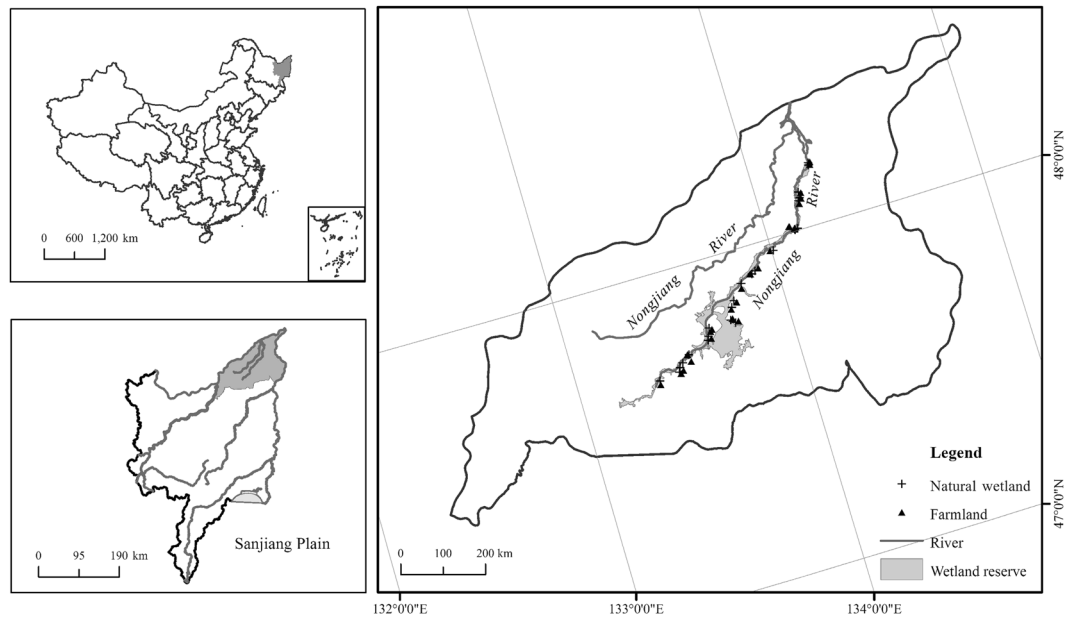 0 600 1,200 km
0 95 190 km
Sanjiang Plain
Nongjiang River
Nongjiang River
48°0'0"N
47°0'0"N
Legend
Natural wetland
Farmland
River
Wetland reserve
0 100 200 km
132°0'0"E 133°0'0"E 134°0'0"E